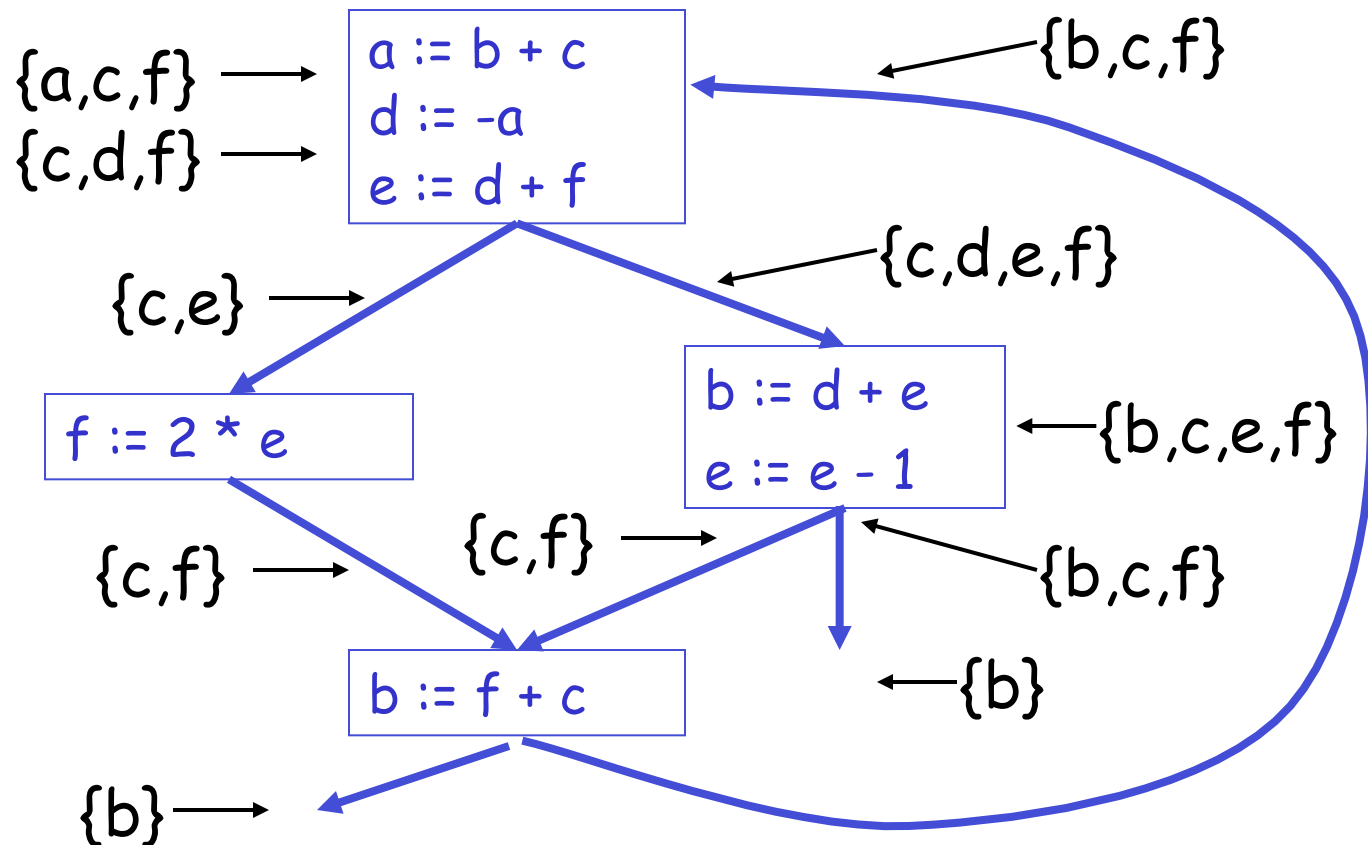 {b,c,f}
a := b + c
{a,c,f}
d := -a
{c,d,f}
e := d + f
{c,d,e,f}
{c,e}
b := d + e
{b,c,e,f}
f := 2 * e
e := e - 1
{c,f}
{c,f}
{b,c,f}
b := f + c
{b}
{b}